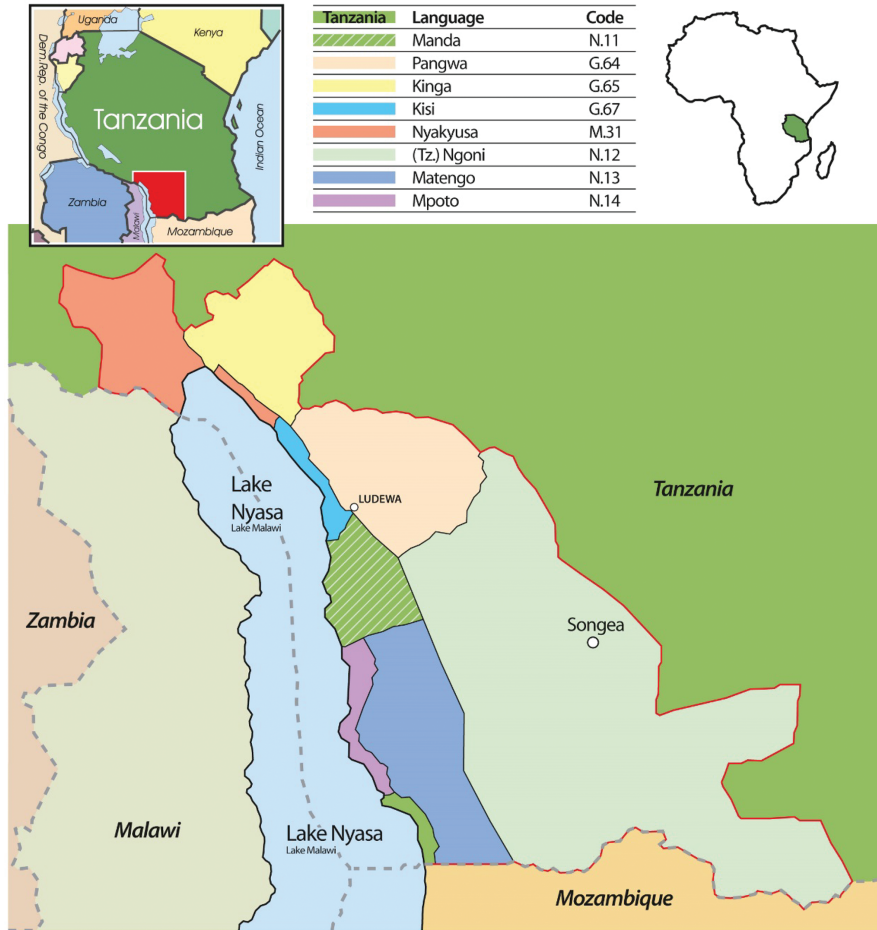 Uganda
Kenya
Dem.Rep. of the Congo
Tanzania
Indian Ocean
Zambia
Malawi
Mozambique
Tanzania Language Code
Manda N.11
Pangwa G.64
Kinga G.65
Kisi G.67
Nyakyusa M.31
(Tz.) Ngoni N.12
Matengo N.13
Mpoto N.14
Lake
Nyasa
Lake Malawi
LUDEWA
Tanzania
Zambia
Songea
Malawi
Lake Nyasa
Lake Malawi
Mozambique